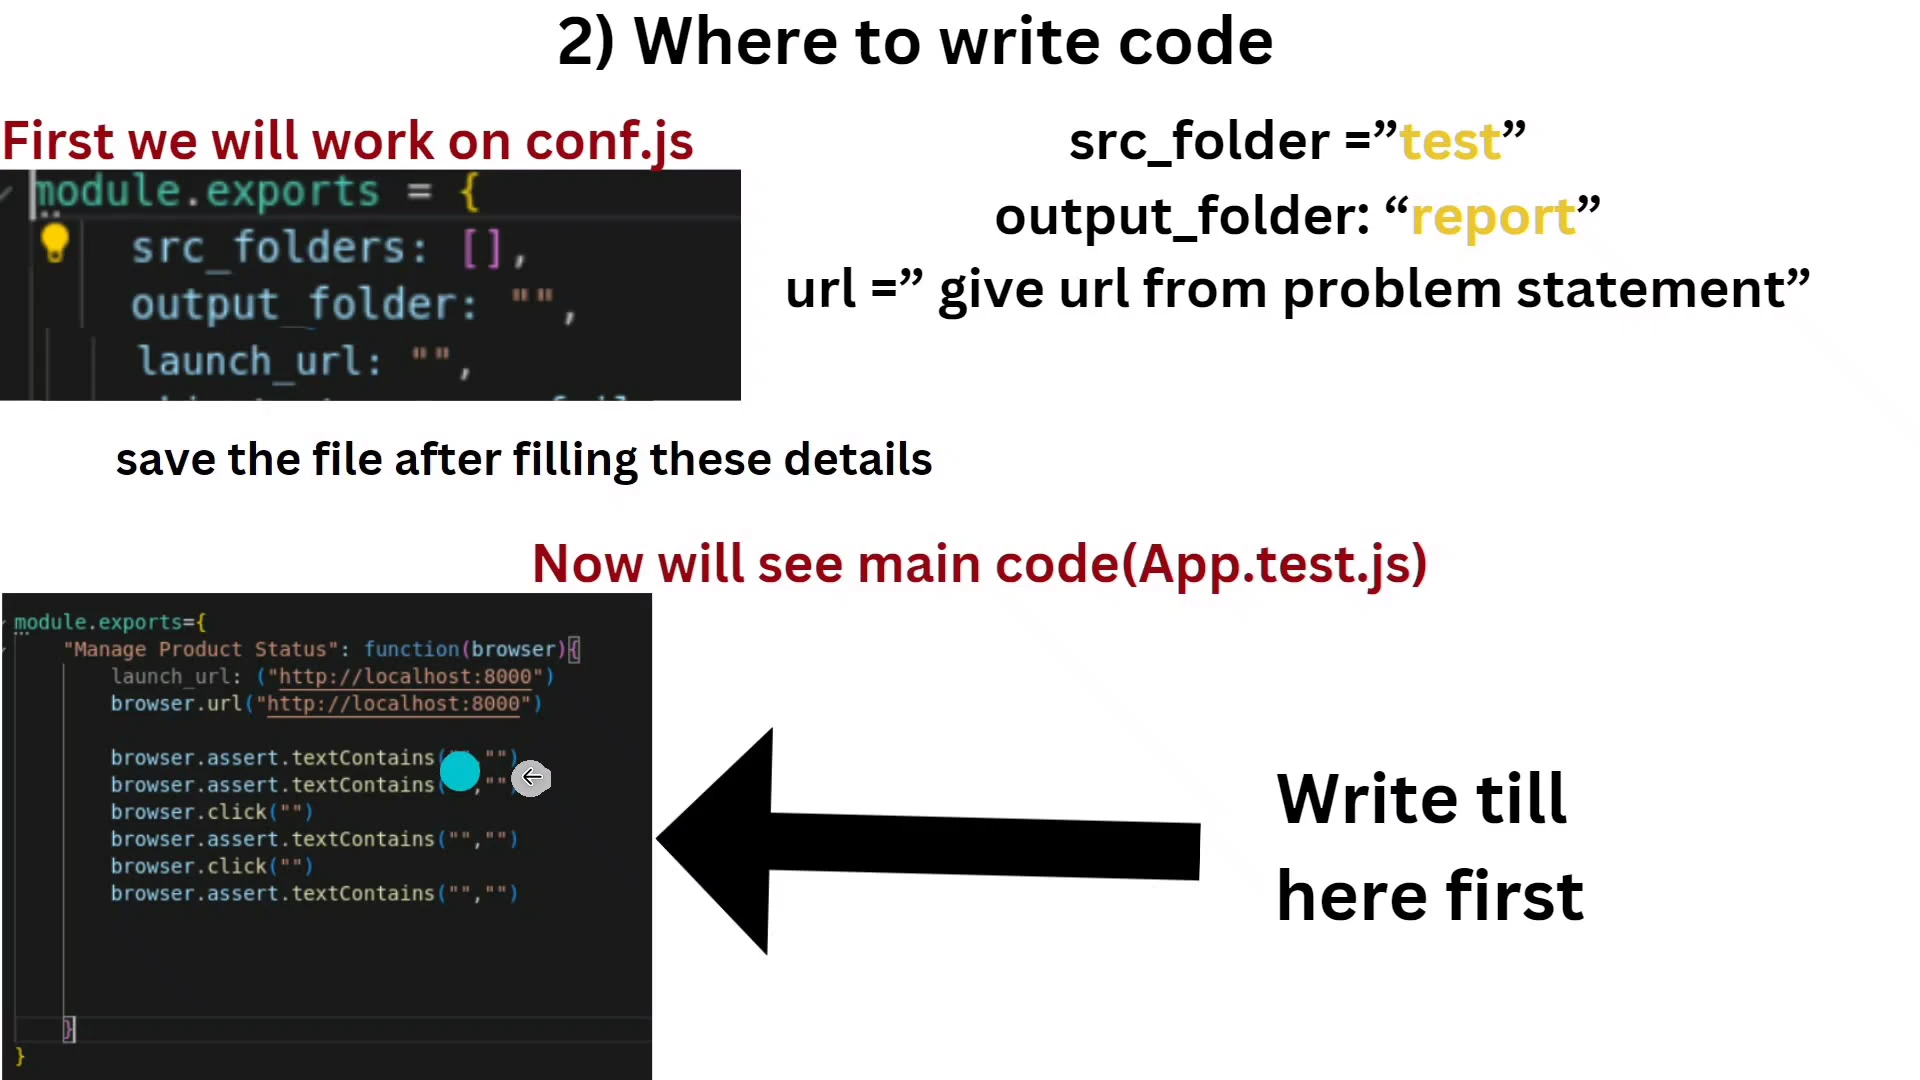 2) Where to write code
First we will work on conf.js
module.exports = {
src_folders: [],
output_folder: "",
launch_url: "",
src_folder =”test”
output_folder: “report”
url =” give url from problem statement”
save the file after filling these details
Now will see main code(App.test.js)
module.exports={
"Manage Product Status": function(browser){
launch_url: ("http://localhost:8000")
browser.url("http://localhost:8000")
browser.assert.textContains("","")
browser.assert.textContains("","")
browser.click("")
browser.assert.textContains("","")
browser.click("")
browser.assert.textContains("","")
}
}
Write till
here first